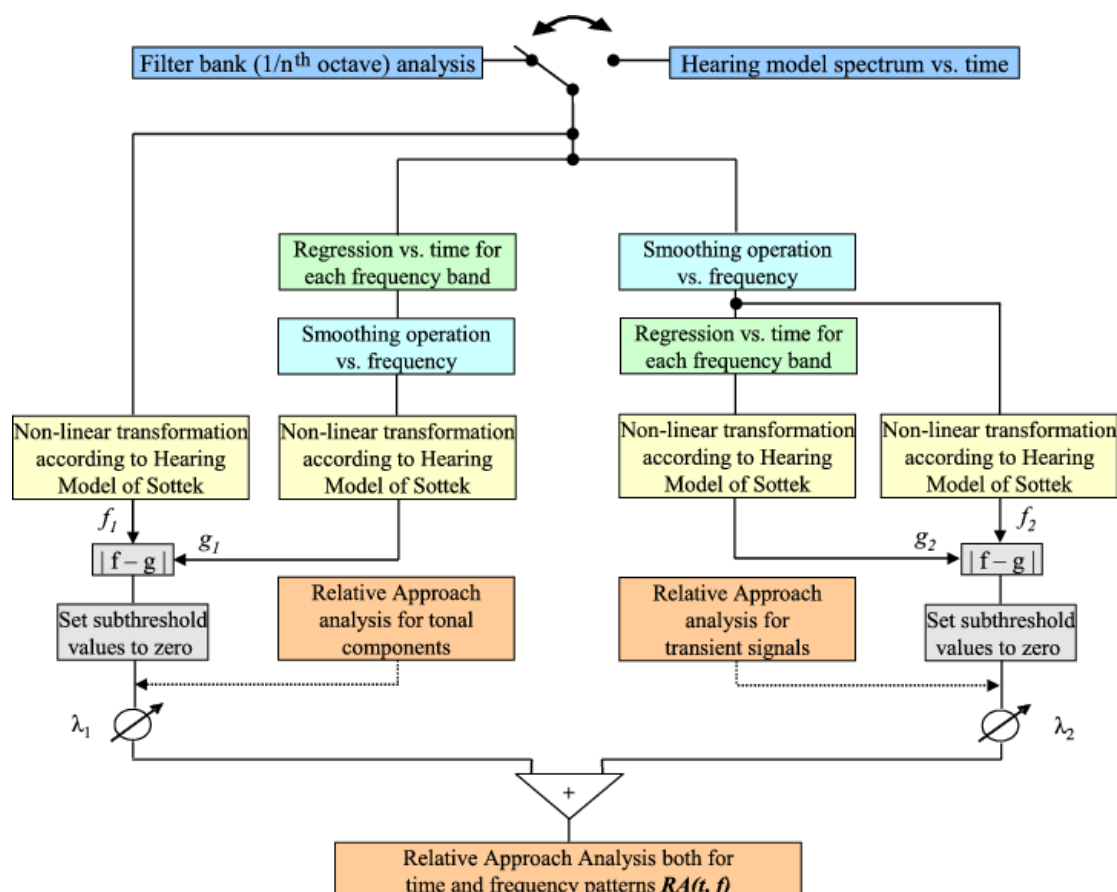 Filter bank (1/nth octave) analysis
Hearing model spectrum vs. time
Regression vs. time for
each frequency band
Smoothing operation
vs. frequency
Smoothing operation
vs. frequency
Regression vs. time for
each frequency band
Non-linear transformation
according to Hearing
Model of Sottek
Non-linear transformation
according to Hearing
Model of Sottek
Non-linear transformation
according to Hearing
Model of Sottek
Non-linear transformation
according to Hearing
Model of Sottek
f1
g1
g2
f2
| f – g |
| f – g |
Set subthreshold
values to zero
Relative Approach
analysis for tonal
components
Relative Approach
analysis for
transient signals
Set subthreshold
values to zero
λ1
λ2
+
Relative Approach Analysis both for
time and frequency patterns RA(t, f)